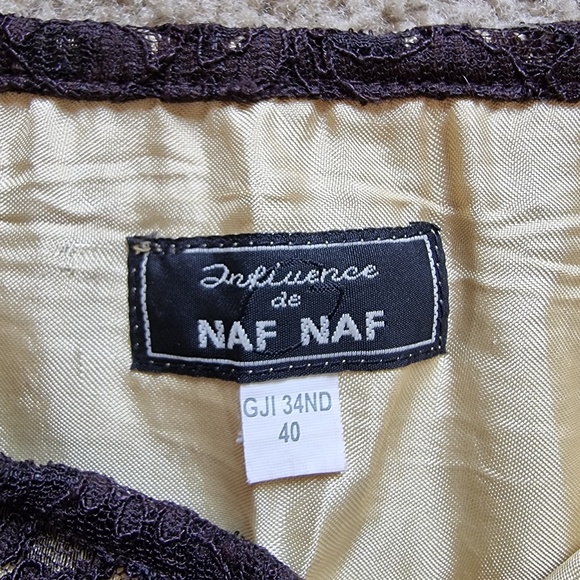 Influence
de
NAF NAF
GJI 34ND
40